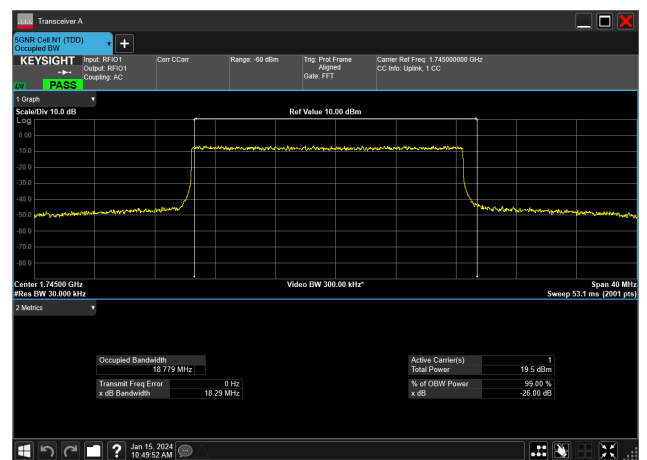 Transceiver A
5GNR Cell N1 (TDD)
Occupied BW
KEYSIGHT
LV PASS
Input: RFIO1
Output: RFIO1
Coupling: AC
Corr CCorr
Range: -60 dBm
Trig: Prot Frame
Aligned
Gate: FFT
Carrier Ref Freq: 1.745000000 GHz
CC Info: Uplink, 1 CC
1 Graph
Scale/Div 10.0 dB
Ref Value 10.00 dBm
Log
0.00
-10.0
-20.0
-30.0
-40.0
-50.0
-60.0
-70.0
-80.0
Center 1.74500 GHz
Video BW 300.00 kHz*
Span 40 MHz
#Res BW 30.000 kHz
Sweep 53.1 ms (2001 pts)
2 Metrics
Occupied Bandwidth
18.779 MHz
Active Carrier(s) 1
Total Power 19.5 dBm
Transmit Freq Error 0 Hz
x dB Bandwidth 18.29 MHz
% of OBW Power 99.00 %
x dB -26.00 dB
Jan 15, 2024
10:49:52 AM